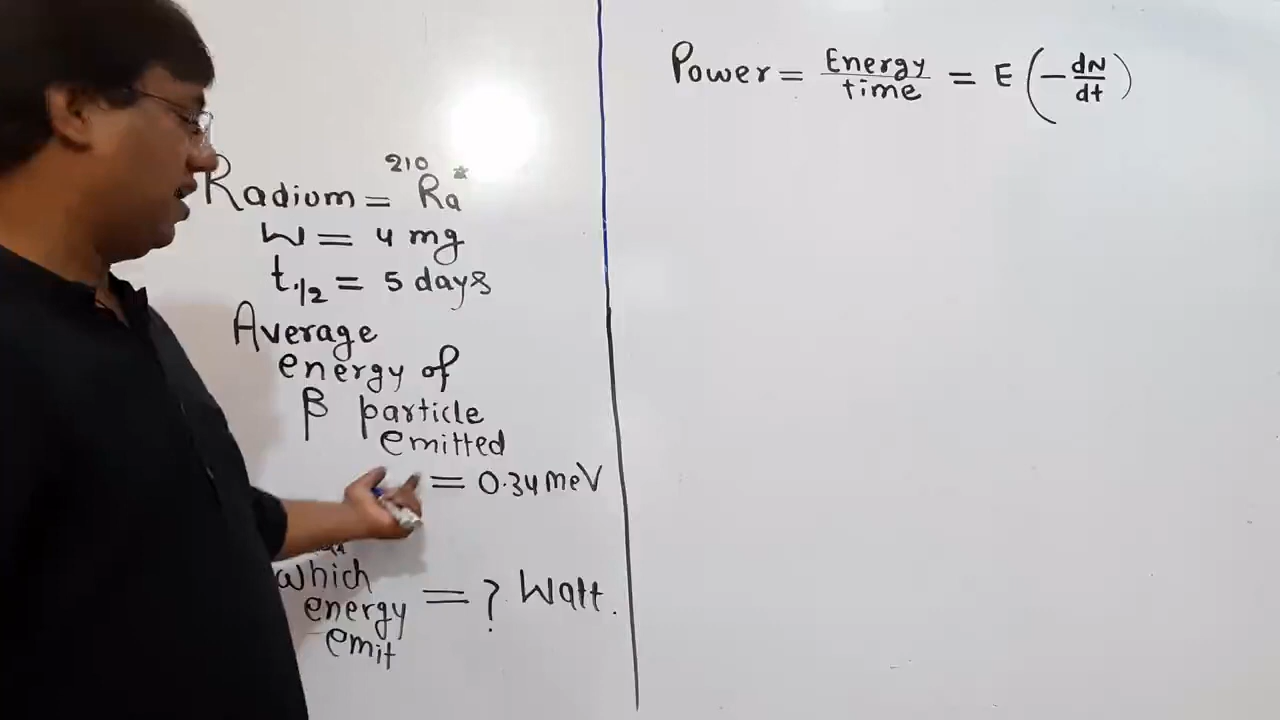 Radium = ²¹⁰Ra*
W = 4 mg
t.1/2 = 5 days
Average
energy of
β particle
emitted
= 0.34 meV
which
energy = ? Watt.
emit
Power = Energy/time = E (-dN/dt)